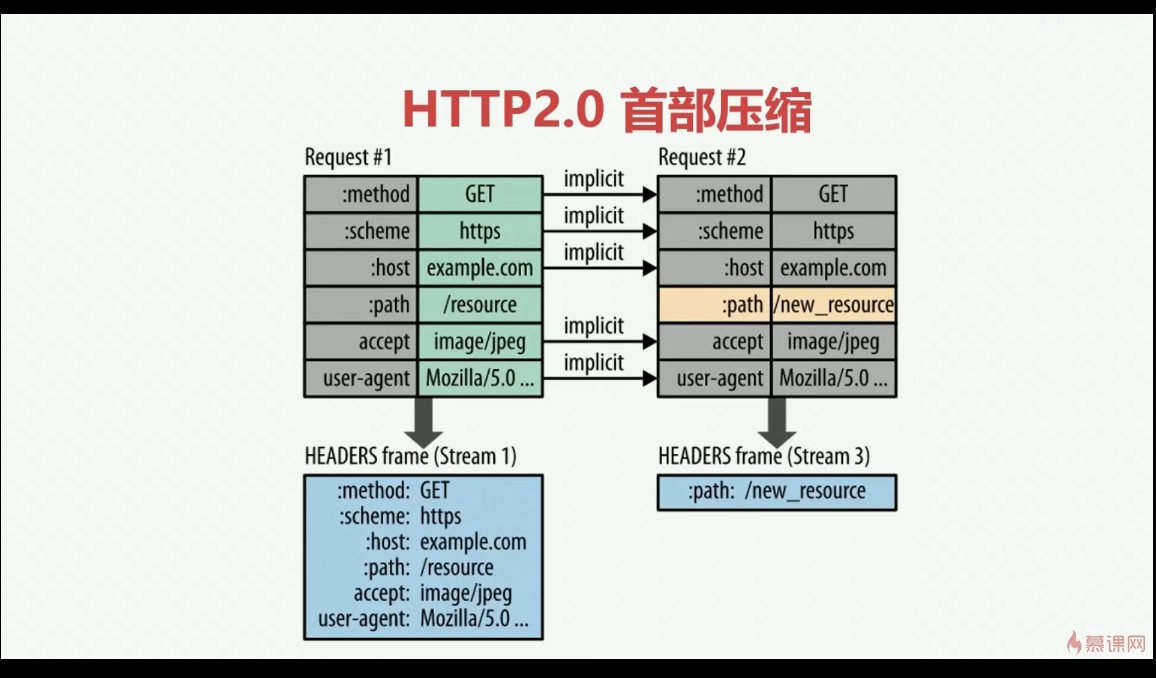 HTTP2.0 首部压缩
Request #1
:method GET
:scheme https
:host example.com
:path /resource
accept image/jpeg
user-agent Mozilla/5.0 ...
implicit
implicit
implicit
implicit
implicit
Request #2
:method GET
:scheme https
:host example.com
:path /new_resource
accept image/jpeg
user-agent Mozilla/5.0 ...
HEADERS frame (Stream 1)
:method: GET
:scheme: https
:host: example.com
:path: /resource
accept: image/jpeg
user-agent: Mozilla/5.0 ...
HEADERS frame (Stream 3)
:path: /new_resource
慕课网